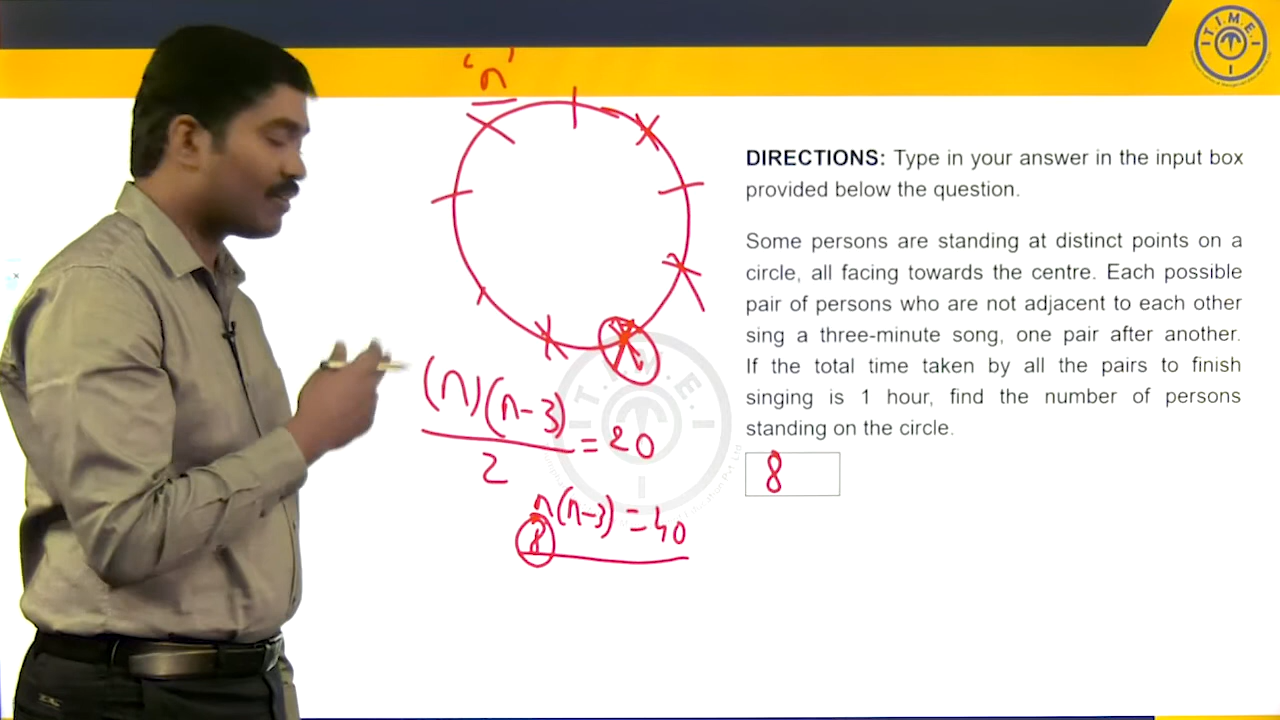 T.I.M.E.
'n'
DIRECTIONS: Type in your answer in the input box
provided below the question.
Some persons are standing at distinct points on a
circle, all facing towards the centre. Each possible
pair of persons who are not adjacent to each other
sing a three-minute song, one pair after another.
If the total time taken by all the pairs to finish
singing is 1 hour, find the number of persons
standing on the circle.
8
(n)(n-3)
2
= 20
n(n-3) = 40
8
T.I.M.E.